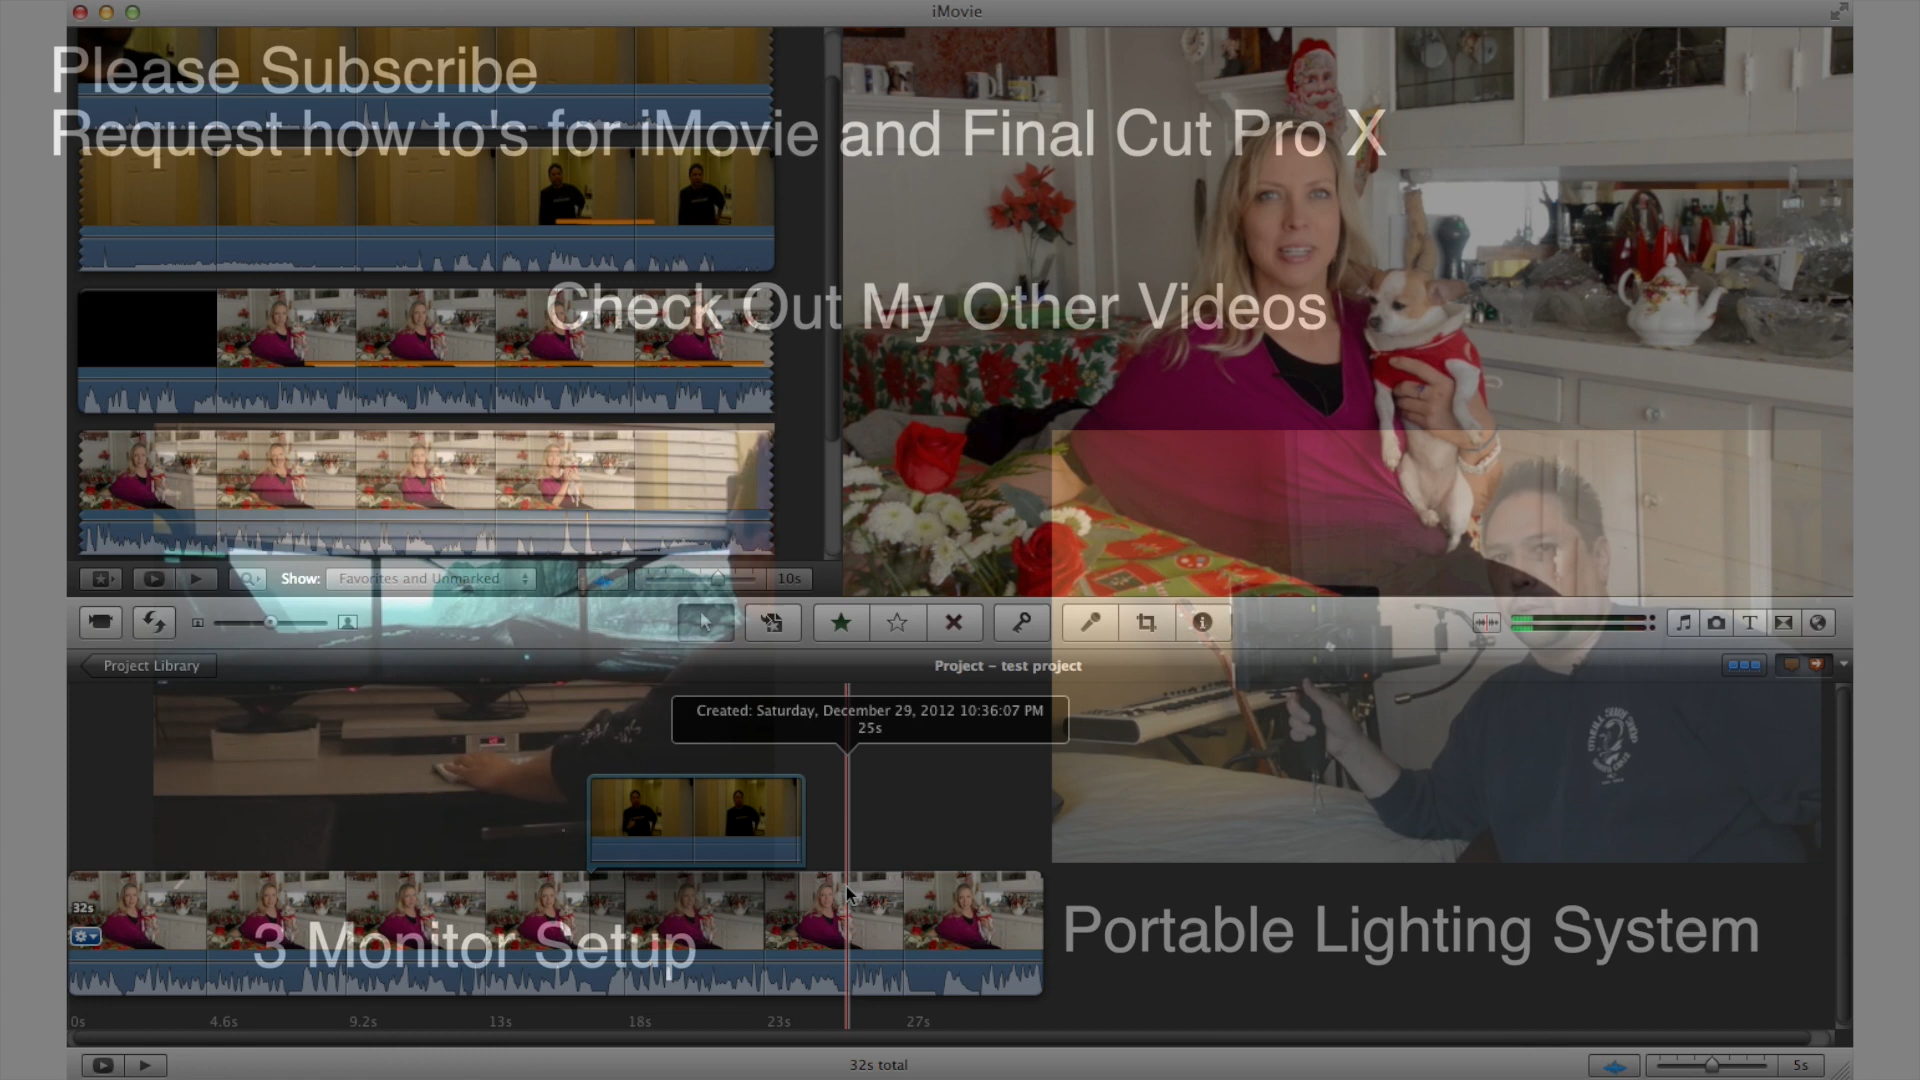 iMovie
Please Subscribe
Request how to's for iMovie and Final Cut Pro X
Check Out My Other Videos
Show: Favorites and Unmarked
10s
Project Library
Project – test project
Created: Saturday, December 29, 2012 10:36:07 PM
25s
32s
3 Monitor Setup
Portable Lighting System
0s 4.6s 9.2s 13s 18s 23s 27s
32s total
5s